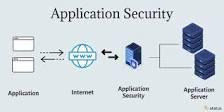 Application Security
WWW
Application
Internet
Application
Security
Application
Server